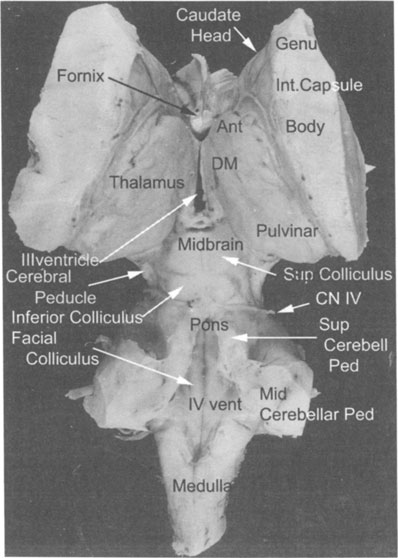 Caudate
Head
Genu
Fornix
Int.Capsule
Ant
Body
DM
Thalamus
Pulvinar
IIIventricle
Midbrain
Cerebral
Peducle
Sup Colliculus
Inferior Colliculus
CN IV
Pons
Facial
Colliculus
Sup
Cerebell
Ped
IV vent
Mid
Cerebellar Ped
Medulla